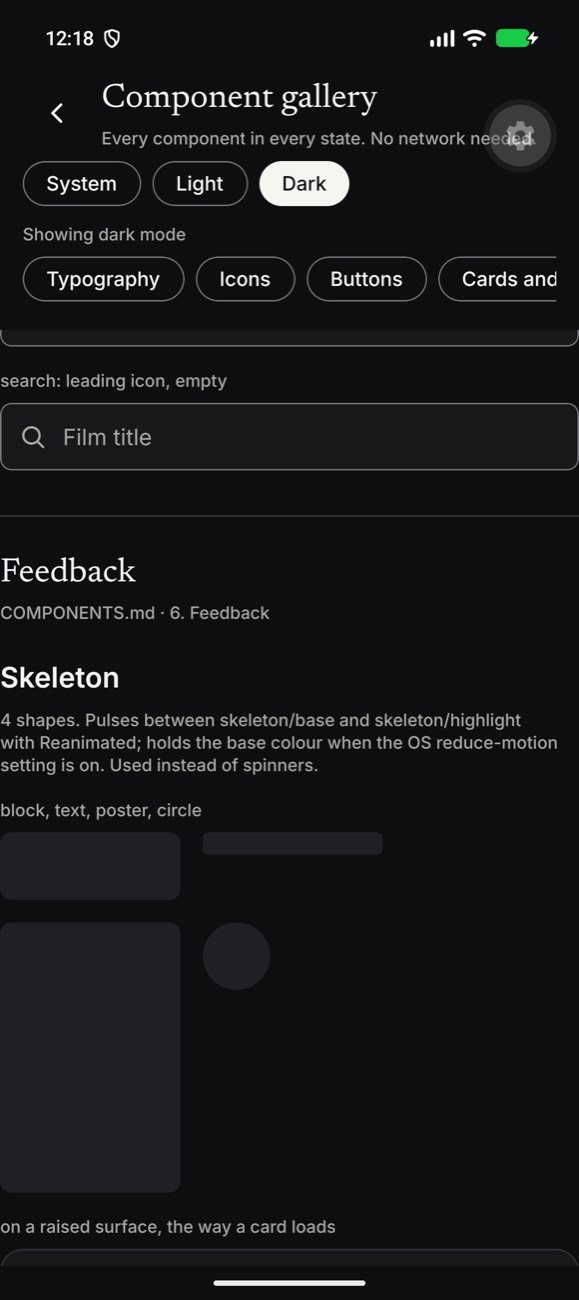 12:18
Component gallery
Every component in every state. No network needed.
System
Light
Dark
Showing dark mode
Typography
Icons
Buttons
Cards and
search: leading icon, empty
Film title
Feedback
COMPONENTS.md · 6. Feedback
Skeleton
4 shapes. Pulses between skeleton/base and skeleton/highlight
with Reanimated; holds the base colour when the OS reduce-motion
setting is on. Used instead of spinners.
block, text, poster, circle
on a raised surface, the way a card loads